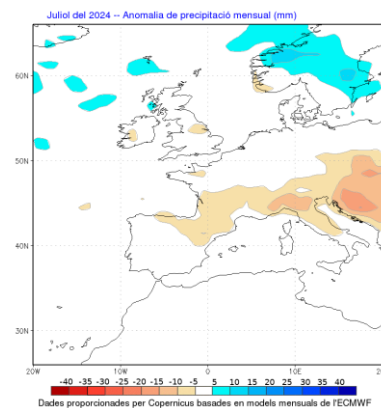 Juliol del 2024 -- Anomalia de precipitació mensual (mm)
60N
50N
40N
30N
20W 10W 0 10E 20E
-40 -35 -30 -25 -20 -15 -10 -5 5 10 15 20 25 30 35 40
Dades proporcionades per Copernicus basades en models mensuals de l'ECMWF